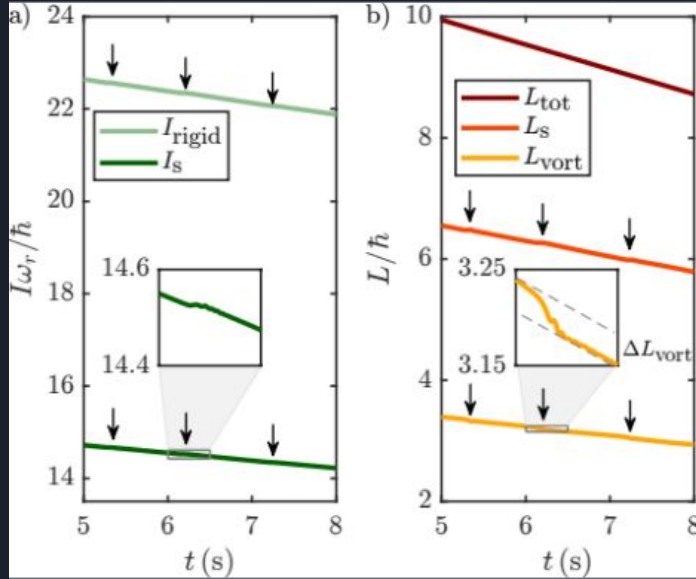 a)
24
22
20
18
16
14
I_rigid
I_s
14.6
14.4
Iω_r/ħ
5 6 7 8
t (s)
b)
10
8
6
4
2
L_tot
L_s
L_vort
3.25
3.15
ΔL_vort
L/ħ
5 6 7 8
t (s)